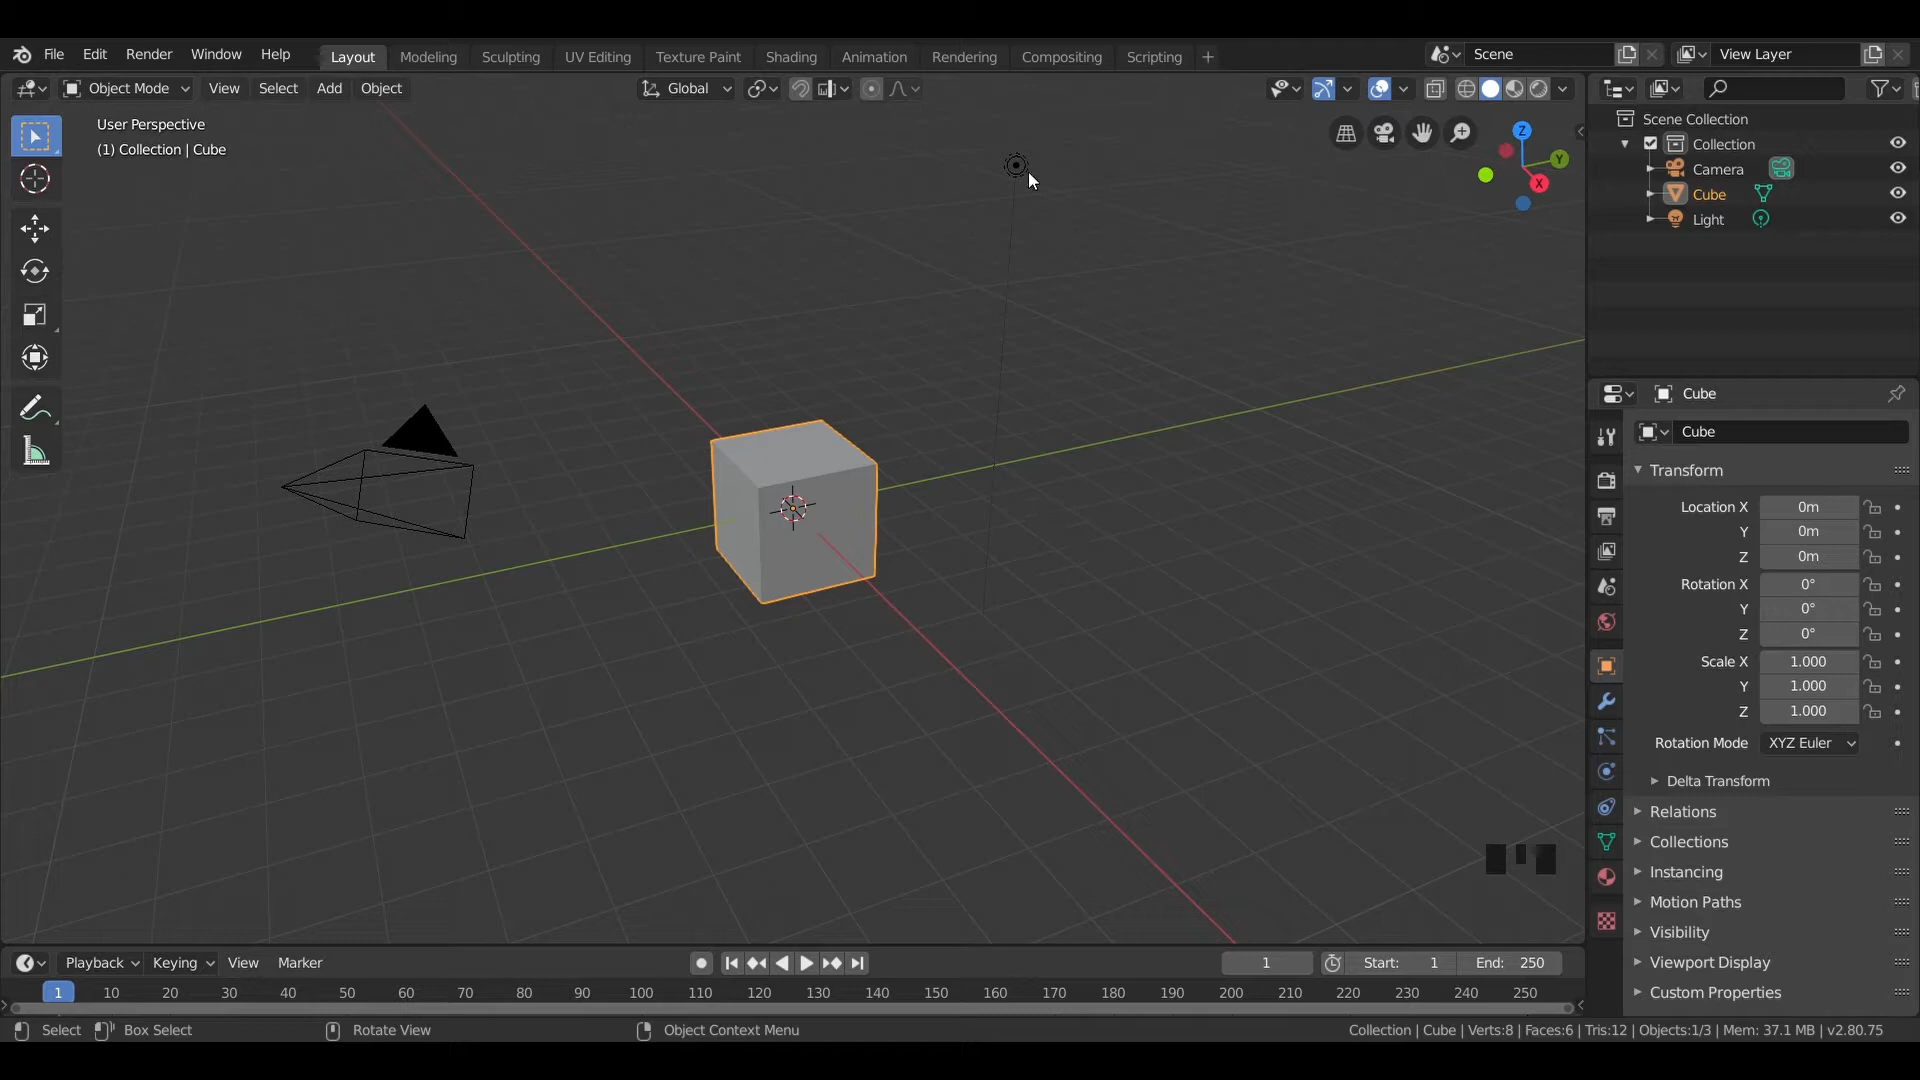 File Edit Render Window Help Layout Modeling Sculpting UV Editing Texture Paint Shading Animation Rendering Compositing Scripting + Scene View Layer
Object Mode View Select Add Object Global
User Perspective
(1) Collection | Cube
Z
Y
X
Scene Collection
Collection
Camera
Cube
Light
Cube
Cube
Transform
Location X 0m
Y 0m
Z 0m
Rotation X 0°
Y 0°
Z 0°
Scale X 1.000
Y 1.000
Z 1.000
Rotation Mode XYZ Euler
Delta Transform
Relations
Collections
Instancing
Motion Paths
Visibility
Viewport Display
Custom Properties
Playback Keying View Marker 1 Start: 1 End: 250
1 10 20 30 40 50 60 70 80 90 100 110 120 130 140 150 160 170 180 190 200 210 220 230 240 250
Select Box Select Rotate View Object Context Menu Collection | Cube | Verts:8 | Faces:6 | Tris:12 | Objects:1/3 | Mem: 37.1 MB | v2.80.75